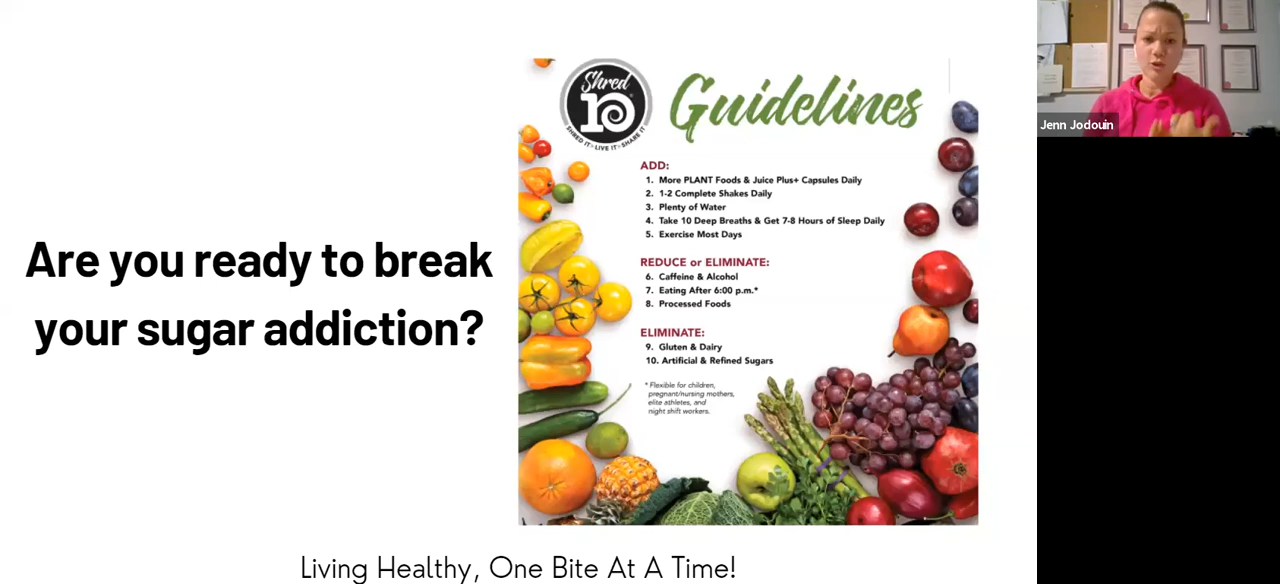 Are you ready to break
your sugar addiction?
Shred
10
SHRED IT • LIVE IT • SHARE IT
Guidelines
ADD:
1. More PLANT Foods & Juice Plus+ Capsules Daily
2. 1-2 Complete Shakes Daily
3. Plenty of Water
4. Take 10 Deep Breaths & Get 7-8 Hours of Sleep Daily
5. Exercise Most Days
REDUCE or ELIMINATE:
6. Caffeine & Alcohol
7. Eating After 6:00 p.m.*
8. Processed Foods
ELIMINATE:
9. Gluten & Dairy
10. Artificial & Refined Sugars
* Flexible for children,
pregnant/nursing mothers,
elite athletes, and
night shift workers.
Living Healthy, One Bite At A Time!
Jenn Jodouin